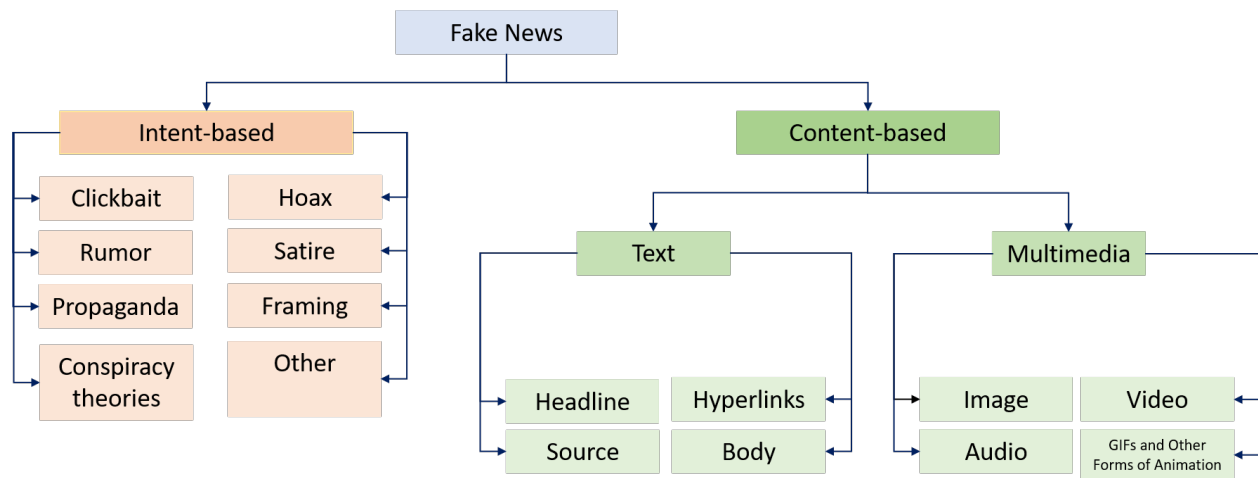 Fake News
Intent-based
Content-based
Clickbait
Hoax
Rumor
Satire
Propaganda
Framing
Conspiracy
theories
Other
Text
Multimedia
Headline
Hyperlinks
Source
Body
Image
Video
Audio
GIFs and Other
Forms of Animation